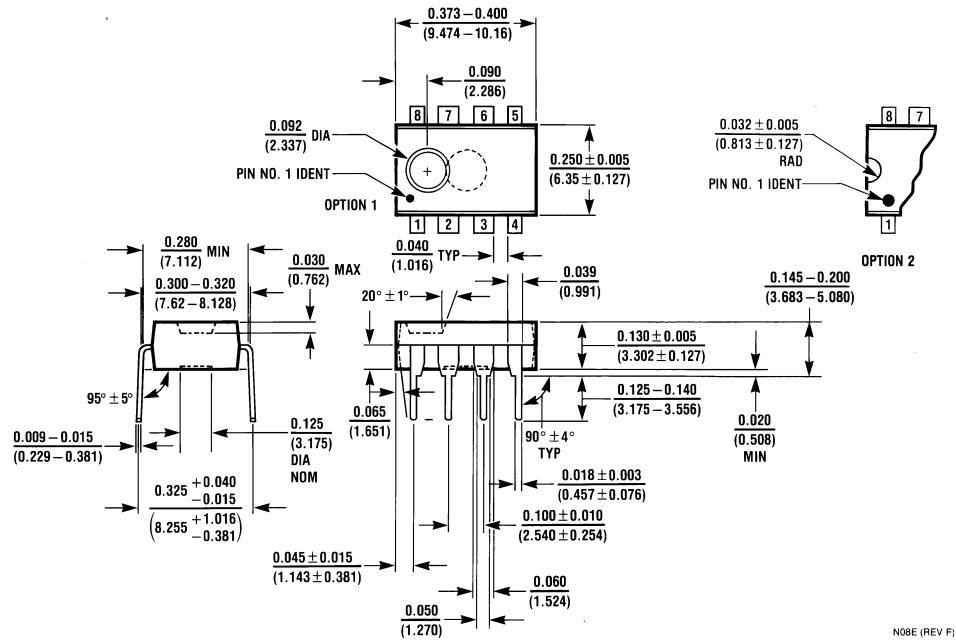 0.373 – 0.400
(9.474 – 10.16)
0.090
(2.286)
8 7 6 5
0.092 DIA
(2.337)
PIN NO. 1 IDENT
+
OPTION 1
1 2 3 4
0.250 ± 0.005
(6.35 ± 0.127)
0.032 ± 0.005
(0.813 ± 0.127)
RAD
PIN NO. 1 IDENT
8 7
1
OPTION 2
0.280 MIN
(7.112)
0.300 – 0.320
(7.62 – 8.128)
0.030 MAX
(0.762)
0.040 TYP
(1.016)
0.039
(0.991)
20° ± 1°
0.145 – 0.200
(3.683 – 5.080)
0.130 ± 0.005
(3.302 ± 0.127)
0.125 – 0.140
(3.175 – 3.556)
0.020
(0.508)
MIN
95° ± 5°
0.009 – 0.015
(0.229 – 0.381)
0.125
(3.175)
DIA
NOM
0.065
(1.651)
90° ± 4°
TYP
0.018 ± 0.003
(0.457 ± 0.076)
0.325 +0.040
−0.015
(8.255 +1.016
−0.381)
0.100 ± 0.010
(2.540 ± 0.254)
0.045 ± 0.015
(1.143 ± 0.381)
0.060
(1.524)
0.050
(1.270)
N08E (REV F)